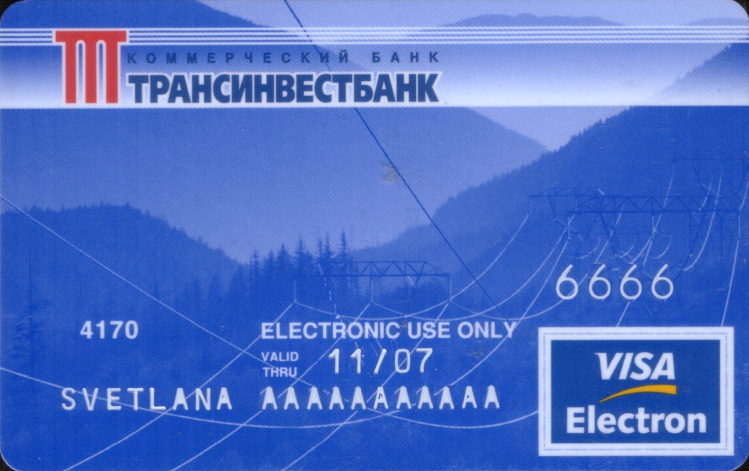 КОММЕРЧЕСКИЙ БАНК
ТРАНСИНВЕСТБАНК
6666
4170
ELECTRONIC USE ONLY
VALID THRU 11/07
SVETLANA AAAAAAAAAAA
VISA
Electron